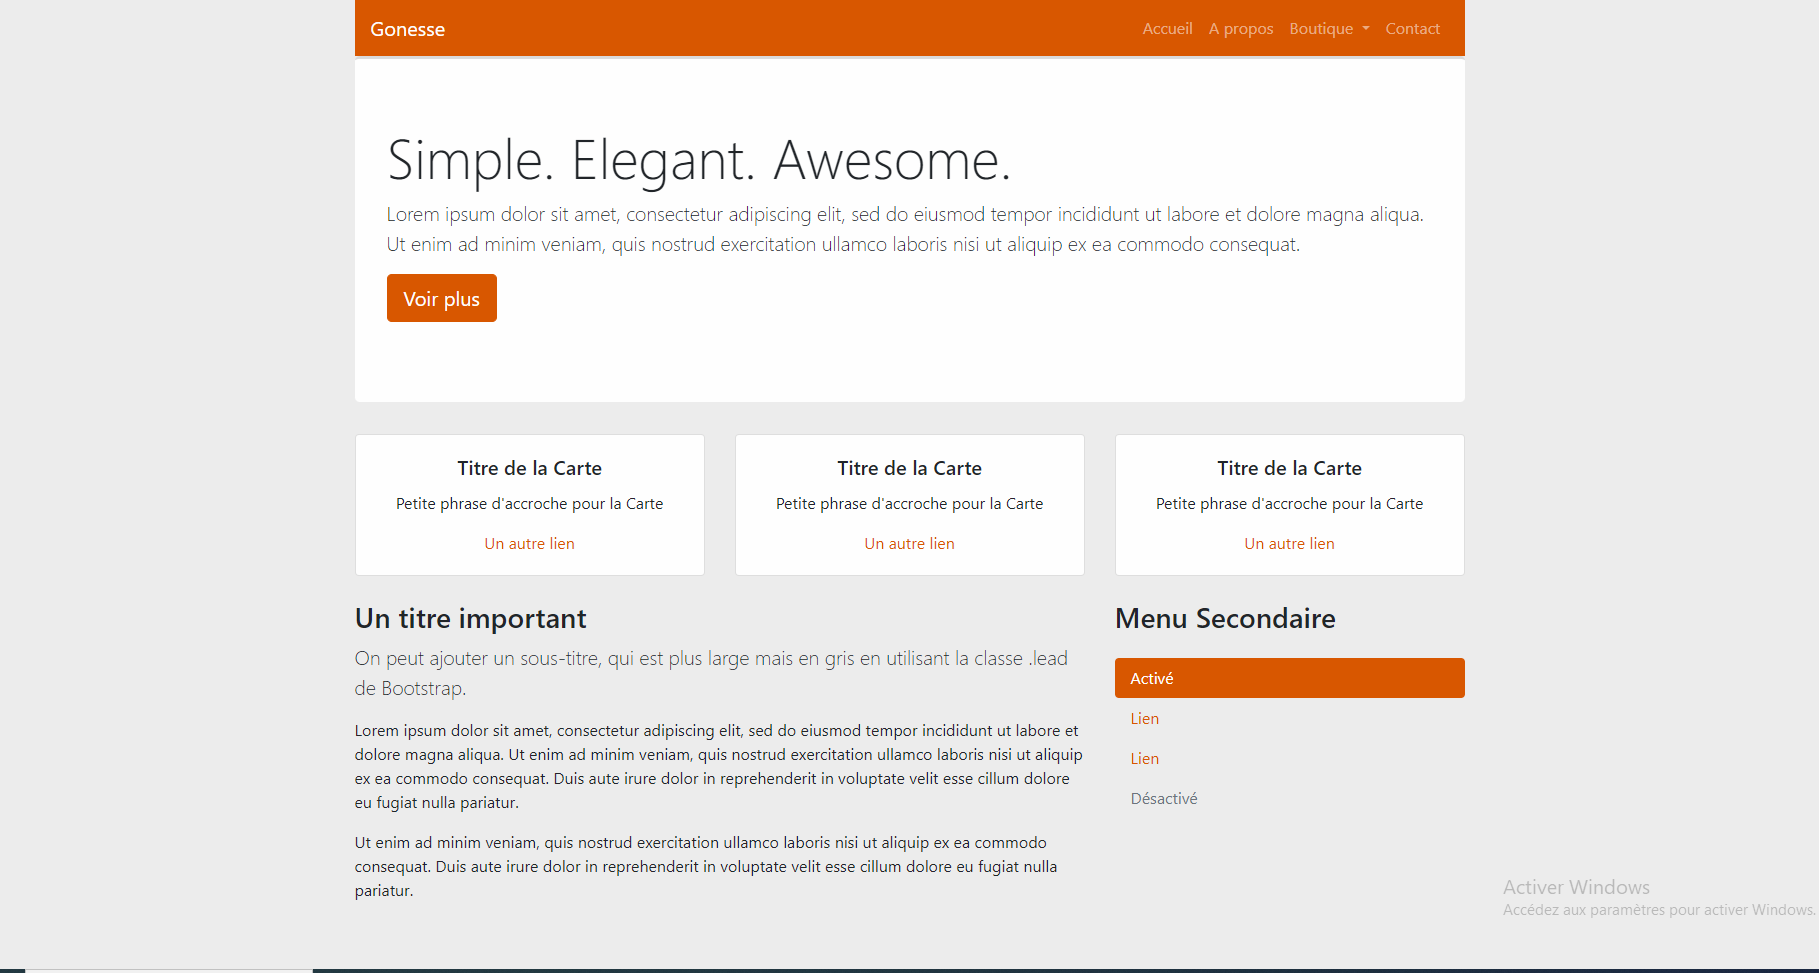 Gonesse
Accueil A propos Boutique Contact
Simple. Elegant. Awesome.
Lorem ipsum dolor sit amet, consectetur adipiscing elit, sed do eiusmod tempor incididunt ut labore et dolore magna aliqua.
Ut enim ad minim veniam, quis nostrud exercitation ullamco laboris nisi ut aliquip ex ea commodo consequat.
Voir plus
Titre de la Carte
Petite phrase d'accroche pour la Carte
Un autre lien
Titre de la Carte
Petite phrase d'accroche pour la Carte
Un autre lien
Titre de la Carte
Petite phrase d'accroche pour la Carte
Un autre lien
Un titre important
On peut ajouter un sous-titre, qui est plus large mais en gris en utilisant la classe .lead
de Bootstrap.
Lorem ipsum dolor sit amet, consectetur adipiscing elit, sed do eiusmod tempor incididunt ut labore et
dolore magna aliqua. Ut enim ad minim veniam, quis nostrud exercitation ullamco laboris nisi ut aliquip
ex ea commodo consequat. Duis aute irure dolor in reprehenderit in voluptate velit esse cillum dolore
eu fugiat nulla pariatur.
Ut enim ad minim veniam, quis nostrud exercitation ullamco laboris nisi ut aliquip ex ea commodo
consequat. Duis aute irure dolor in reprehenderit in voluptate velit esse cillum dolore eu fugiat nulla
pariatur.
Menu Secondaire
Activé
Lien
Lien
Désactivé
Activer Windows
Accédez aux paramètres pour activer Windows.